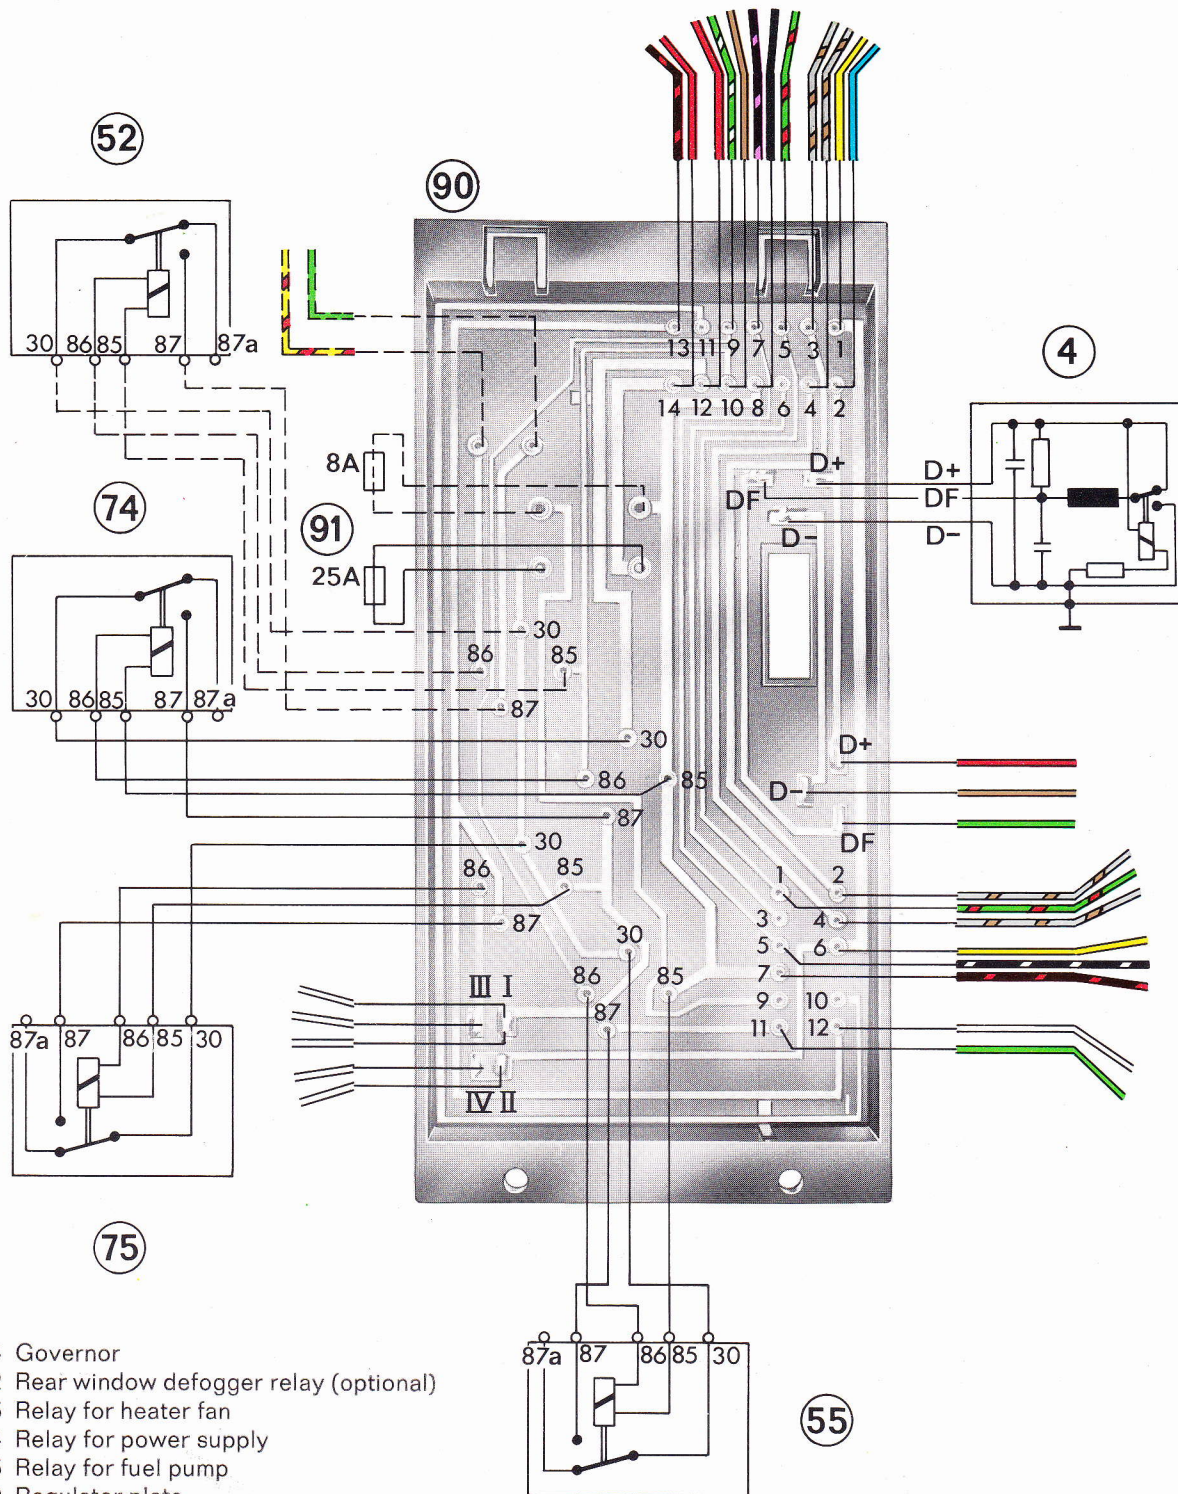 52
90
30 86 85 87 87a
13 11 9 7 5 3 1
14 12 10 8 6 4 2
4
8A
D+
DF
D-
D+
DF
D-
74
91
25A
30
86 85
87
30 86 85 87 87a
30
86 85
87
D+
D-
DF
30
86 85
87
1 2
3 4
5 6
7
9 10
11 12
30
86 85
87
III I
IV II
87a 87 86 85 30
75
87a 87 86 85 30
55
Governor
Rear window defogger relay (optional)
Relay for heater fan
Relay for power supply
Relay for fuel pump
Regulator plate